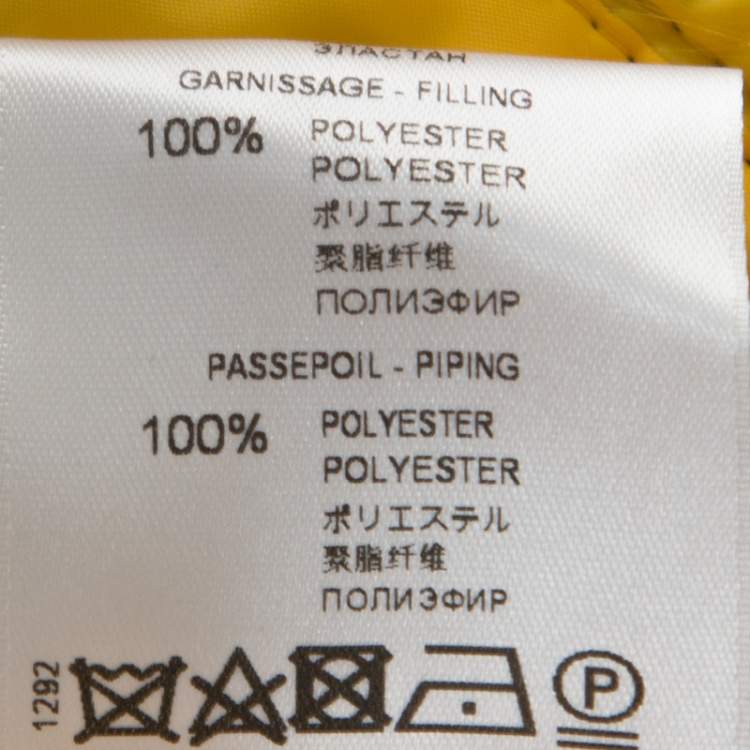 ЭЛАСТАН
GARNISSAGE - FILLING
100% POLYESTER
POLYESTER
ポリエステル
聚脂纤维
ПОЛИЭФИР
PASSEPOIL - PIPING
100% POLYESTER
POLYESTER
ポリエステル
聚脂纤维
ПОЛИЭФИР
1292
P